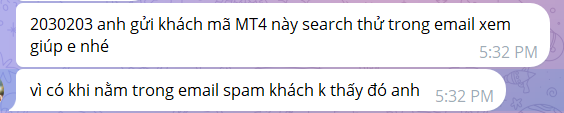 2030203 anh gửi khách mã MT4 này search thử trong email xem
giúp e nhé
5:32 PM
vì có khi nằm trong email spam khách k thấy đó anh
5:32 PM